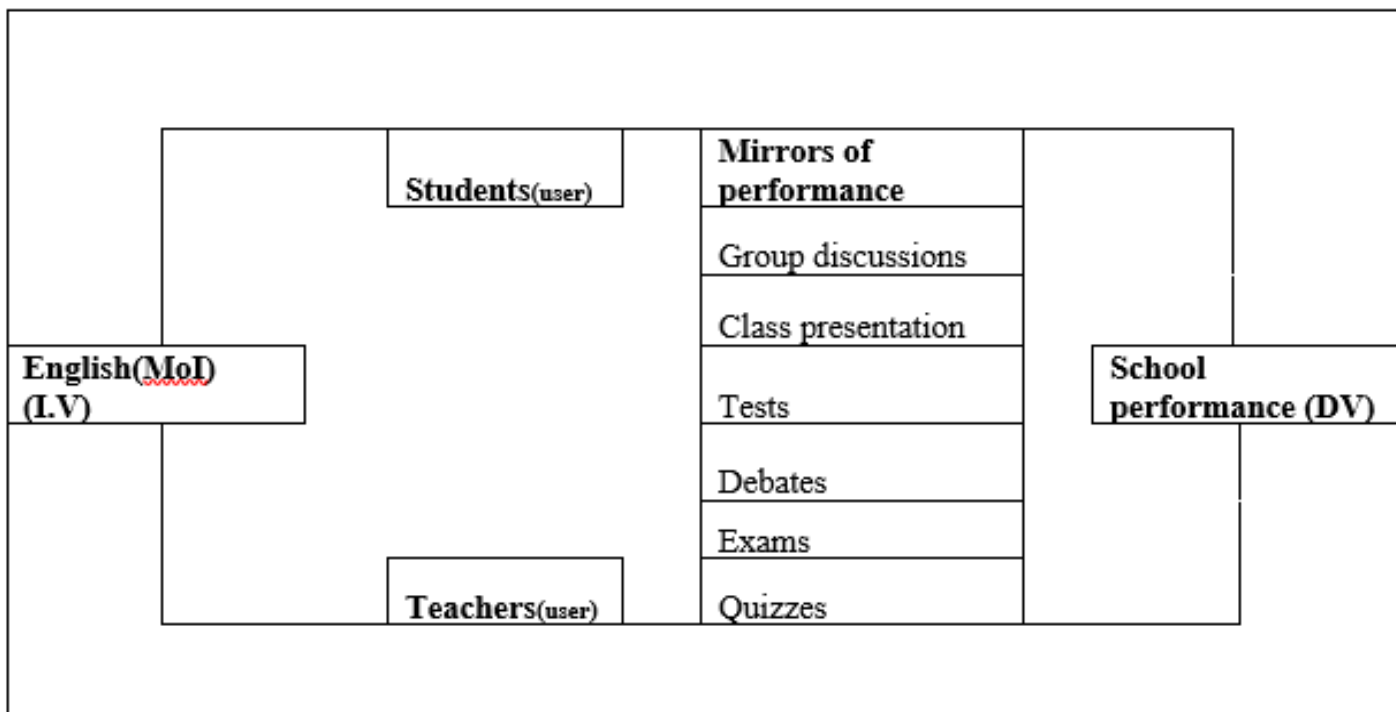 Students(user)
Mirrors of
performance
Group discussions
Class presentation
English(MoI)
(I.V)
School
performance (DV)
Tests
Debates
Exams
Teachers(user)
Quizzes